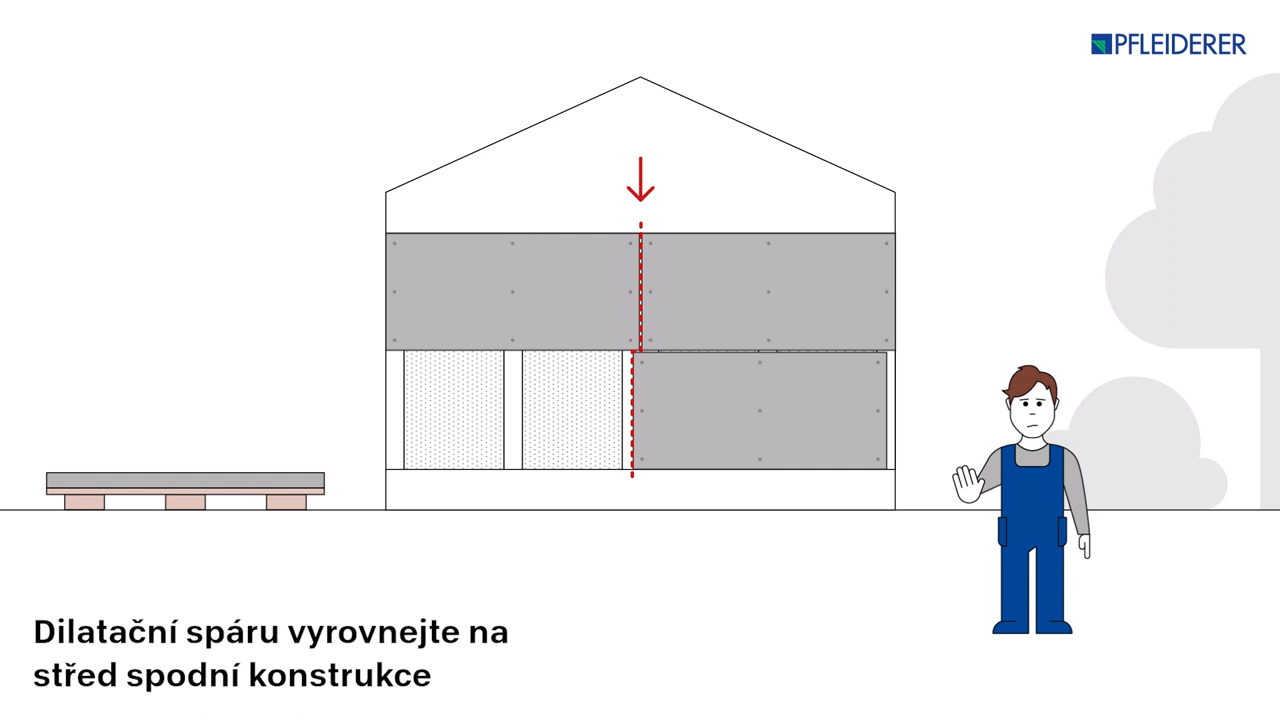 PFLEIDERER
Dilatační spáru vyrovnejte na
střed spodní konstrukce